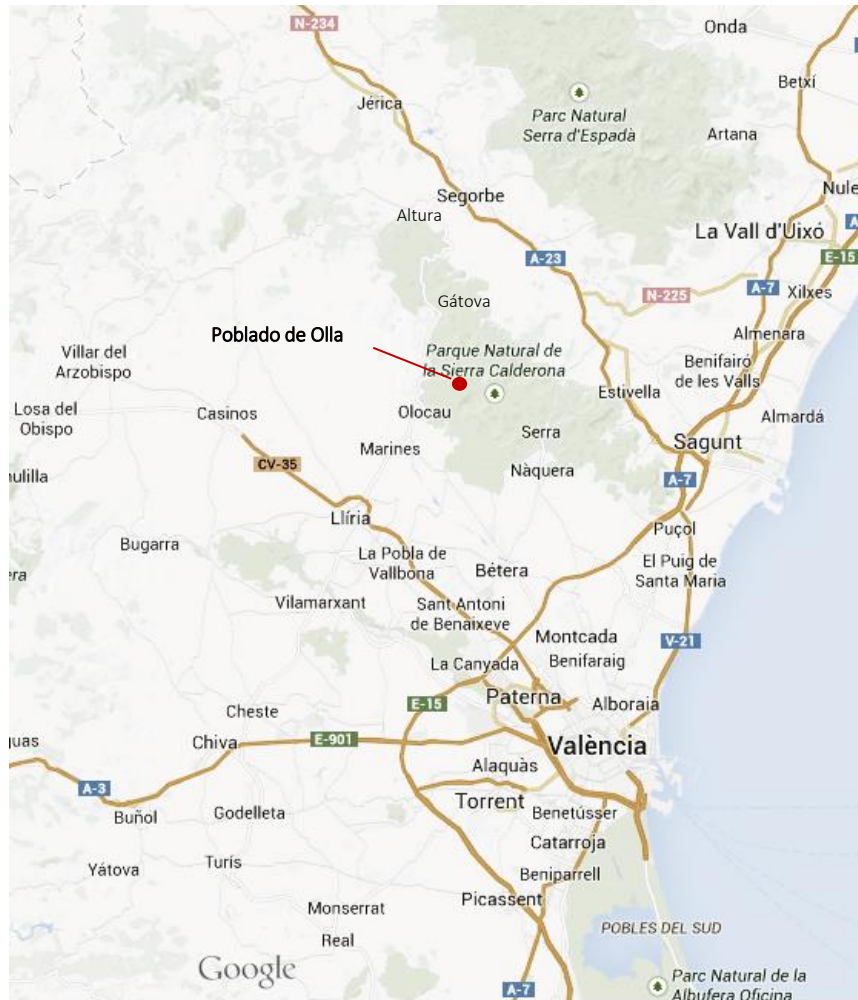 N-234
Onda
Betxí
Jérica
Parc Natural
Serra d'Espadà
Artana
Segorbe
Nule
Altura
La Vall d'Uixó
A-23
E-15
Gátova
N-225
A-7
Xilxes
Poblado de Olla
Almenara
Villar del
Arzobispo
Parque Natural de
la Sierra Calderona
Benifairó
de les Valls
Estivella
Losa del
Obispo
Casinos
Olocau
Almardá
Serra
Sagunt
Marines
CV-35
Nàquera
nulilla
A-7
Llíria
Puçol
Bugarra
La Pobla de
Vallbona
Bétera
El Puig de
Santa Maria
era
Vilamarxant
Sant Antoni
de Benaixeve
Montcada
V-21
La Canyada
Benifaraig
E-15
Paterna
Alboraia
Cheste
uas
Chiva
E-901
València
Alaquàs
A-3
Torrent
Buñol
Godelleta
Benetússer
Catarroja
Yátova
Turís
Beniparrell
Picassent
Monserrat
Real
POBLES DEL SUD
Google
A-7
Parc Natural de la
Albufera Oficina